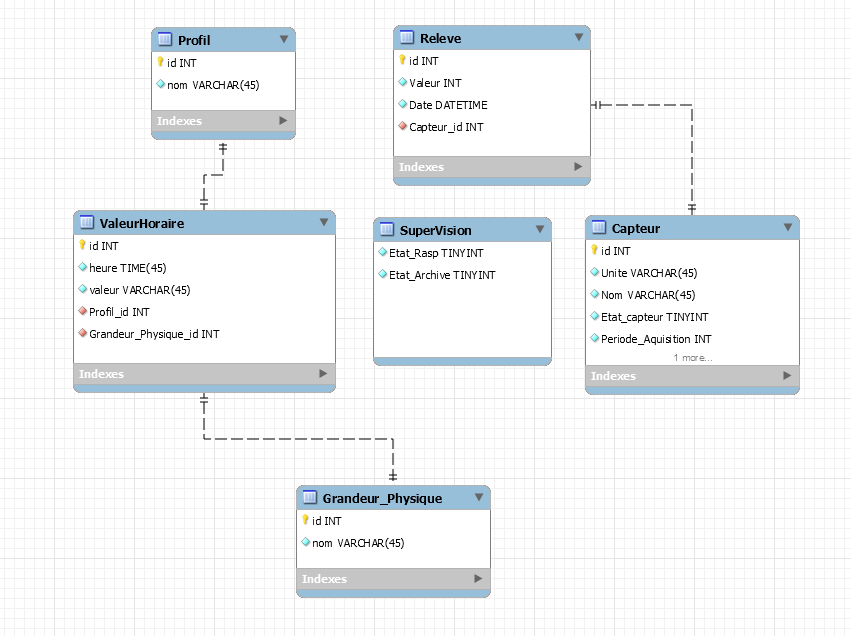 Profil
id INT
nom VARCHAR(45)
Indexes
Releve
id INT
Valeur INT
Date DATETIME
Capteur_id INT
Indexes
ValeurHoraire
id INT
heure TIME(45)
valeur VARCHAR(45)
Profil_id INT
Grandeur_Physique_id INT
Indexes
SuperVision
Etat_Rasp TINYINT
Etat_Archive TINYINT
Capteur
id INT
Unite VARCHAR(45)
Nom VARCHAR(45)
Etat_capteur TINYINT
Periode_Aquisition INT
1 more...
Indexes
Grandeur_Physique
id INT
nom VARCHAR(45)
Indexes